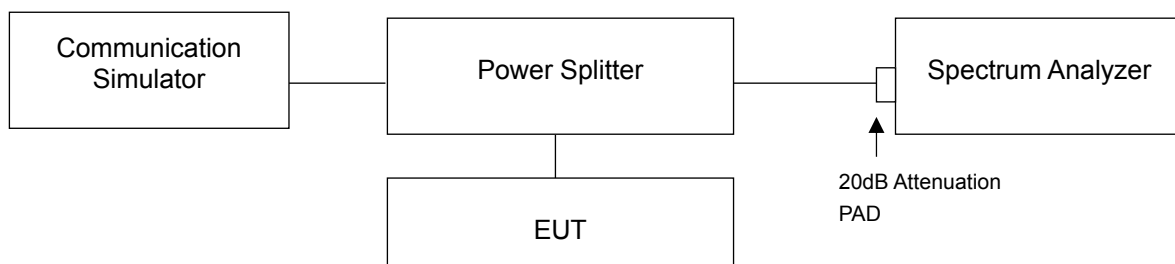 Communication
Simulator
Power Splitter
Spectrum Analyzer
20dB Attenuation
PAD
EUT